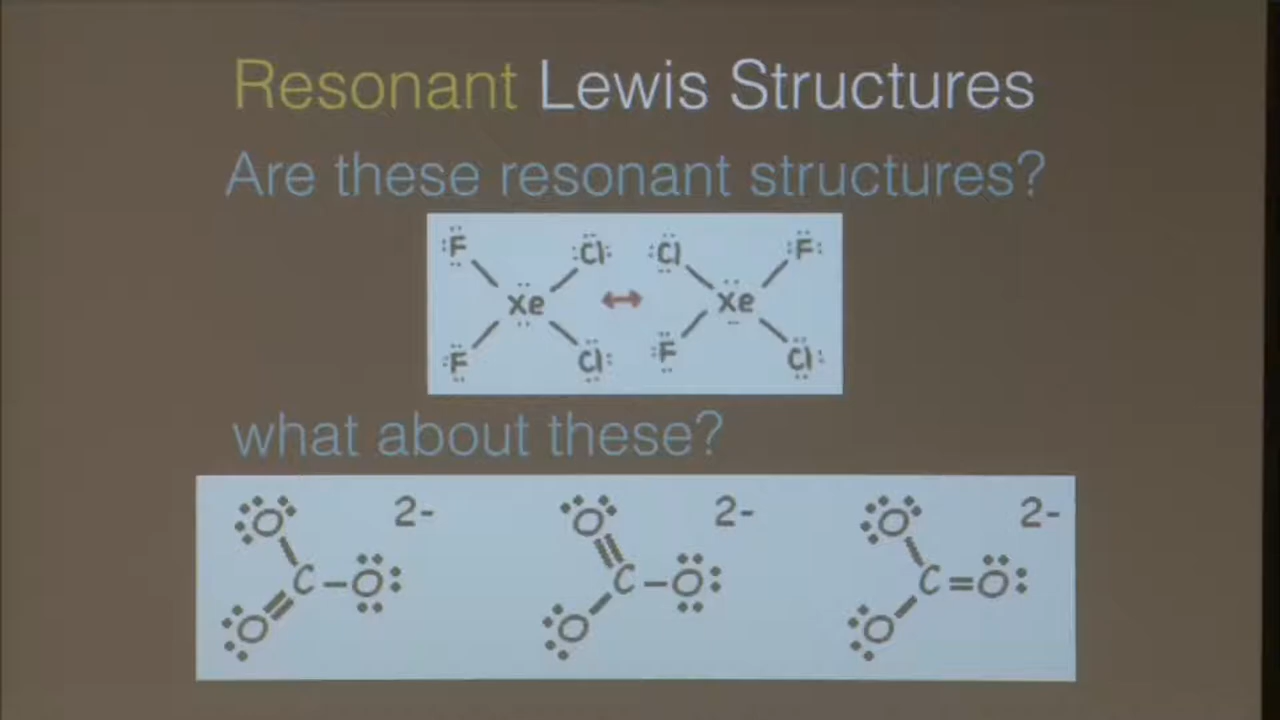 Resonant Lewis Structures
Are these resonant structures?
F Cl Cl F
Xe Xe
F Cl F Cl
what about these?
O 2- O 2- O 2-
C O C O C O
O O O